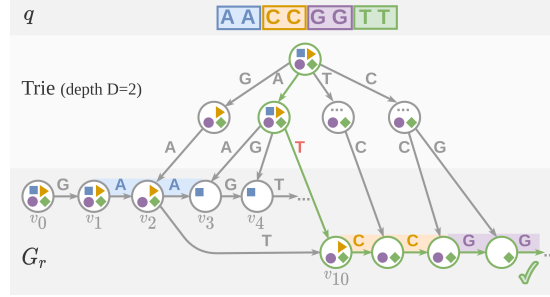 q A A C C G G T T
Trie (depth D=2)
G A T C
... ...
A A G T C C G
G A A G T ...
v0 v1 v2 v3 v4
T C C G G ...
Gr
v10